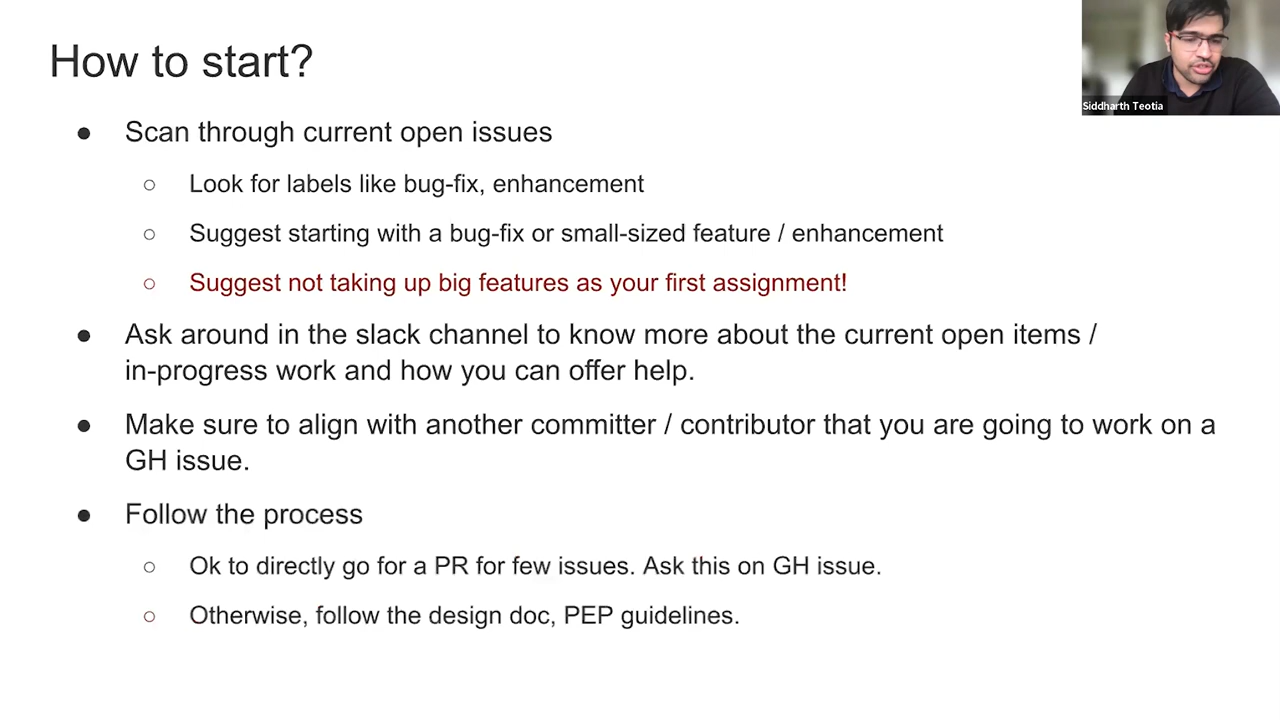 How to start?
Siddharth Teotia
● Scan through current open issues
○ Look for labels like bug-fix, enhancement
○ Suggest starting with a bug-fix or small-sized feature / enhancement
○ Suggest not taking up big features as your first assignment!
● Ask around in the slack channel to know more about the current open items /
in-progress work and how you can offer help.
● Make sure to align with another committer / contributor that you are going to work on a
GH issue.
● Follow the process
○ Ok to directly go for a PR for few issues. Ask this on GH issue.
○ Otherwise, follow the design doc, PEP guidelines.